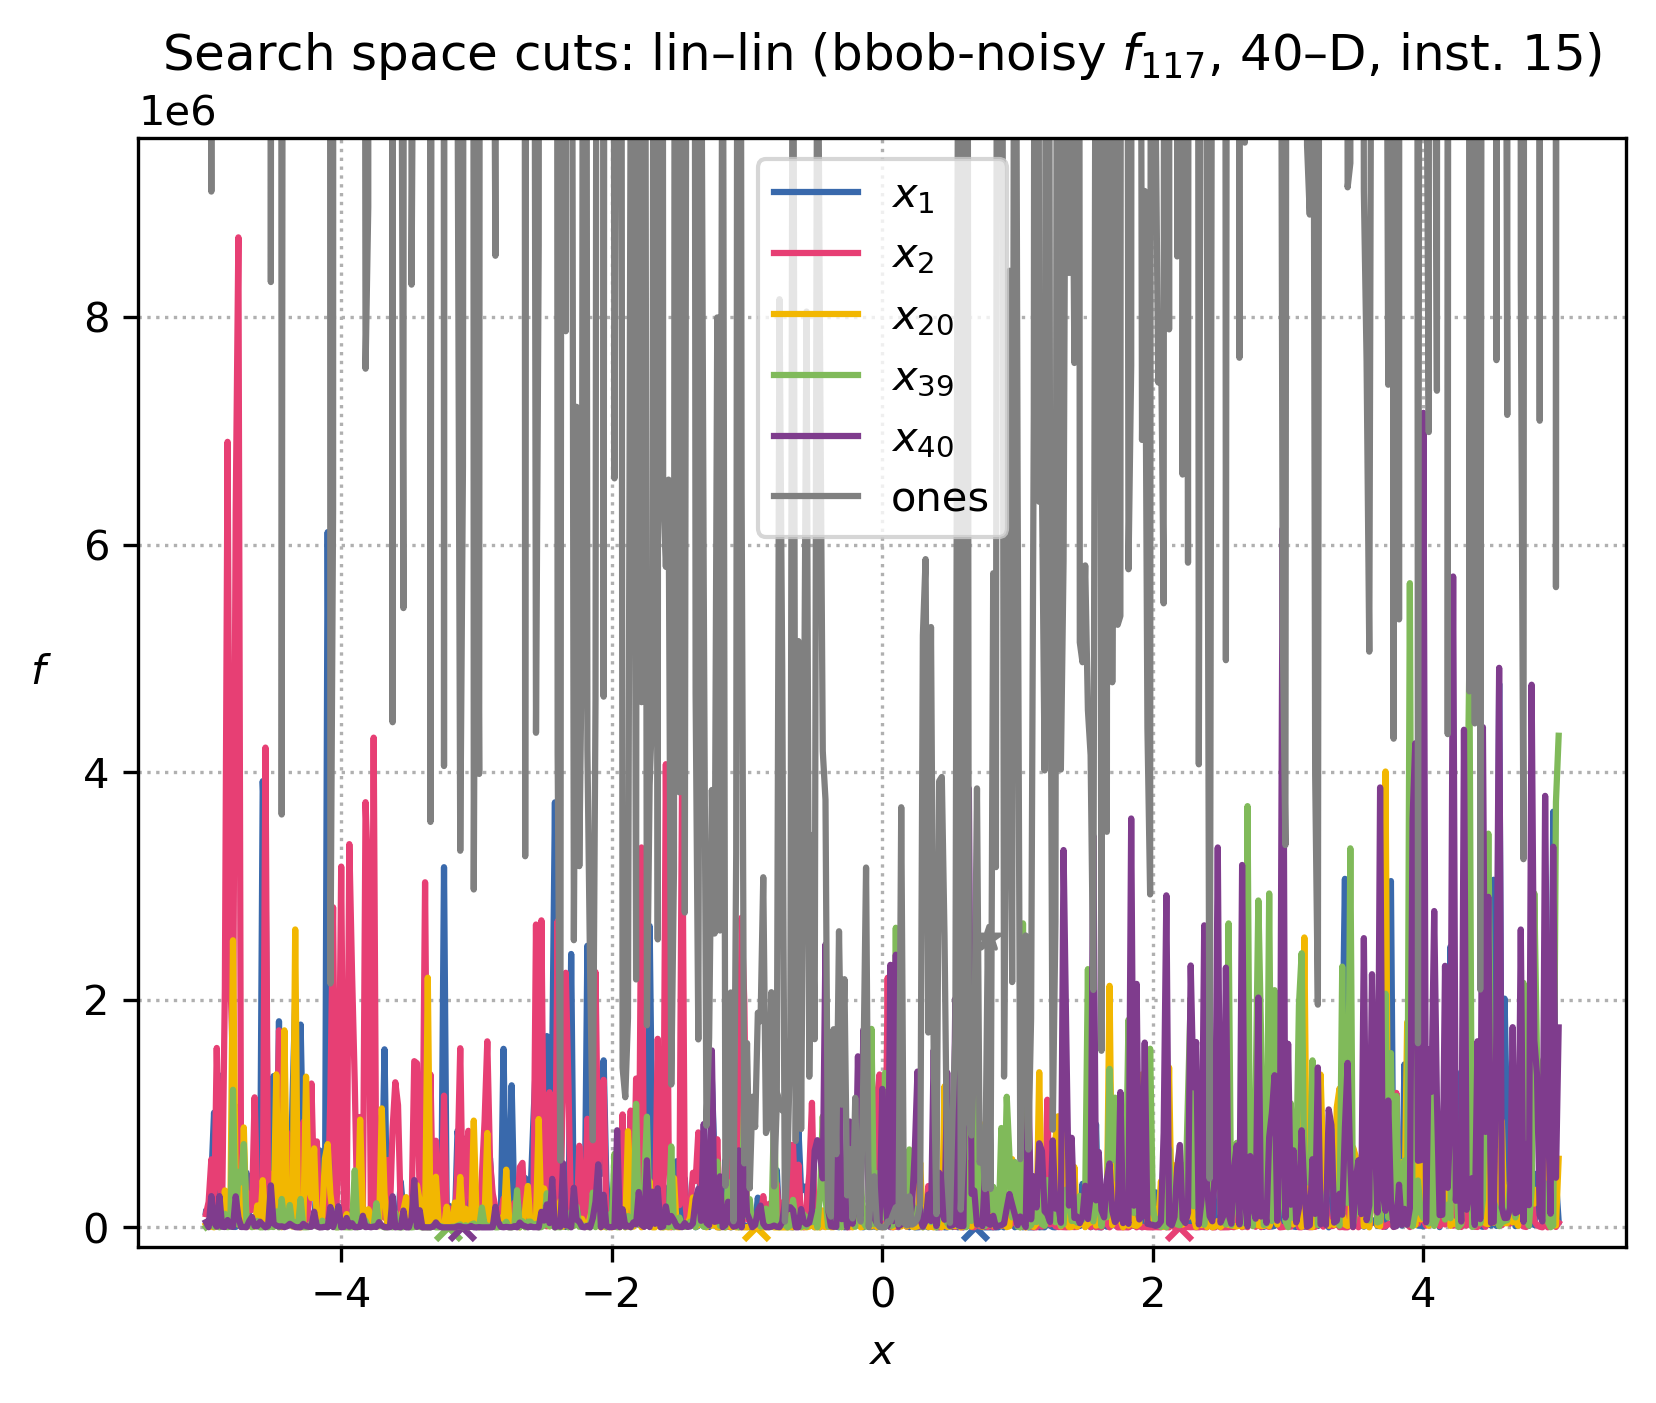 Search space cuts: lin–lin (bbob-noisy f₁₁₇, 40–D, inst. 15)
1e6
x₁
x₂
x₂₀
x₃₉
x₄₀
ones
8
6
4
2
0
f
−4 −2 0 2 4
x